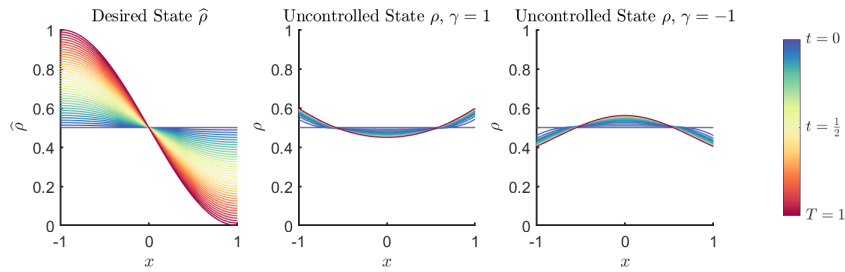 Desired State ρ̂
Uncontrolled State ρ, γ = 1
Uncontrolled State ρ, γ = −1
1
0.8
0.6
0.4
0.2
0
ρ̂
-1
0
1
x
1
0.8
0.6
0.4
0.2
0
ρ
-1
0
1
x
1
0.8
0.6
0.4
0.2
0
ρ
-1
0
1
x
t = 0
t = 1/2
T = 1